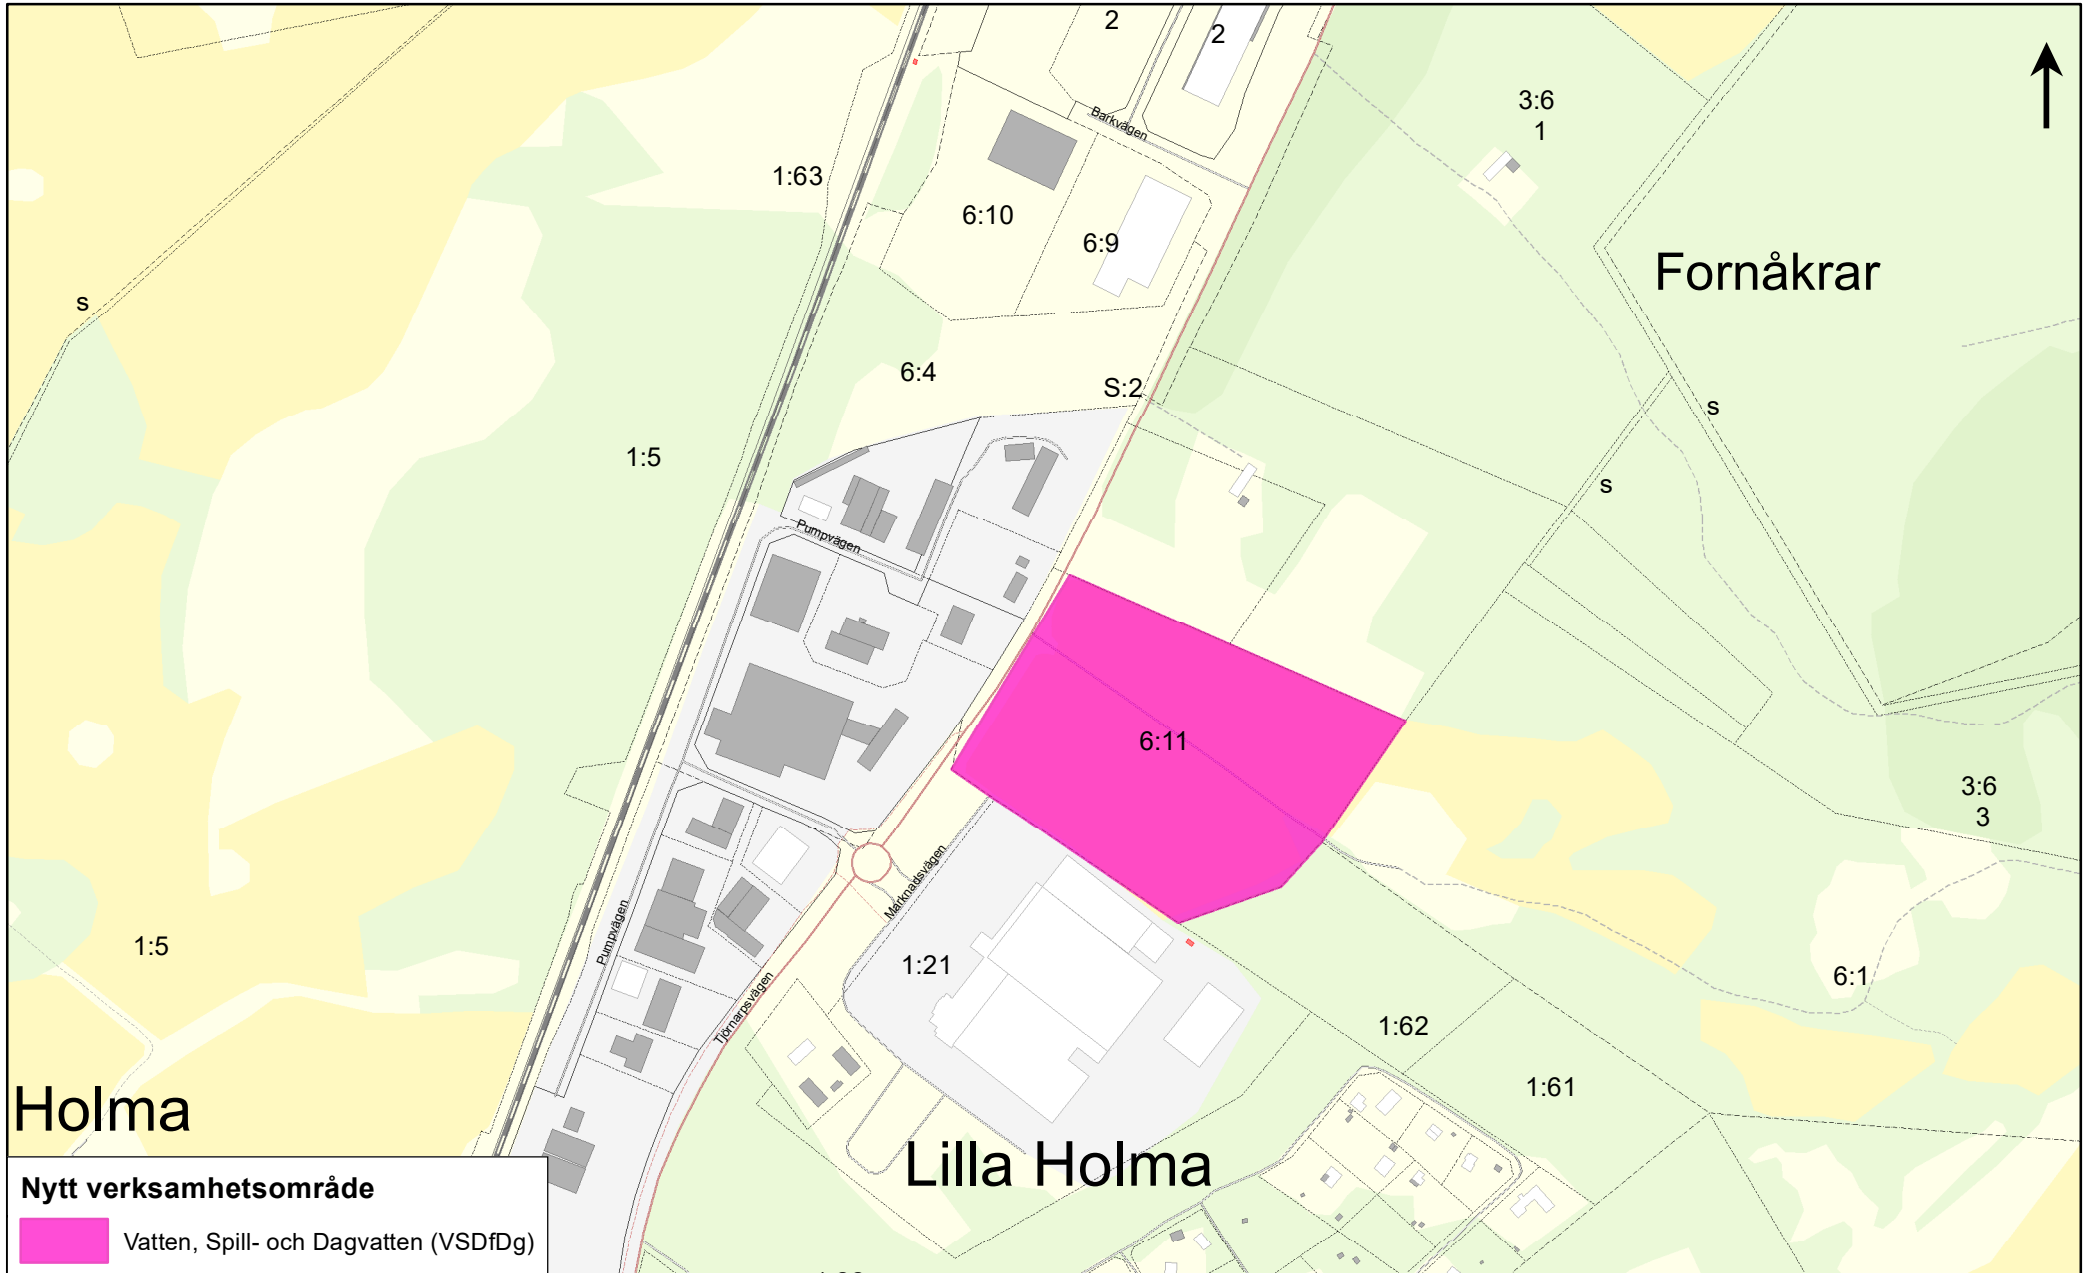 2
2
3:6
1
Barkvägen
1:63
6:10
6:9
Fornåkrar
s
6:4
S:2
s
1:5
s
Pumpvägen
6:11
3:6
3
Marknadsvägen
Pumpvägen
1:5
1:21
6:1
Tjörnarpsvägen
1:62
1:61
Holma
Lilla Holma
Nytt verksamhetsområde
Vatten, Spill- och Dagvatten (VSDfDg)